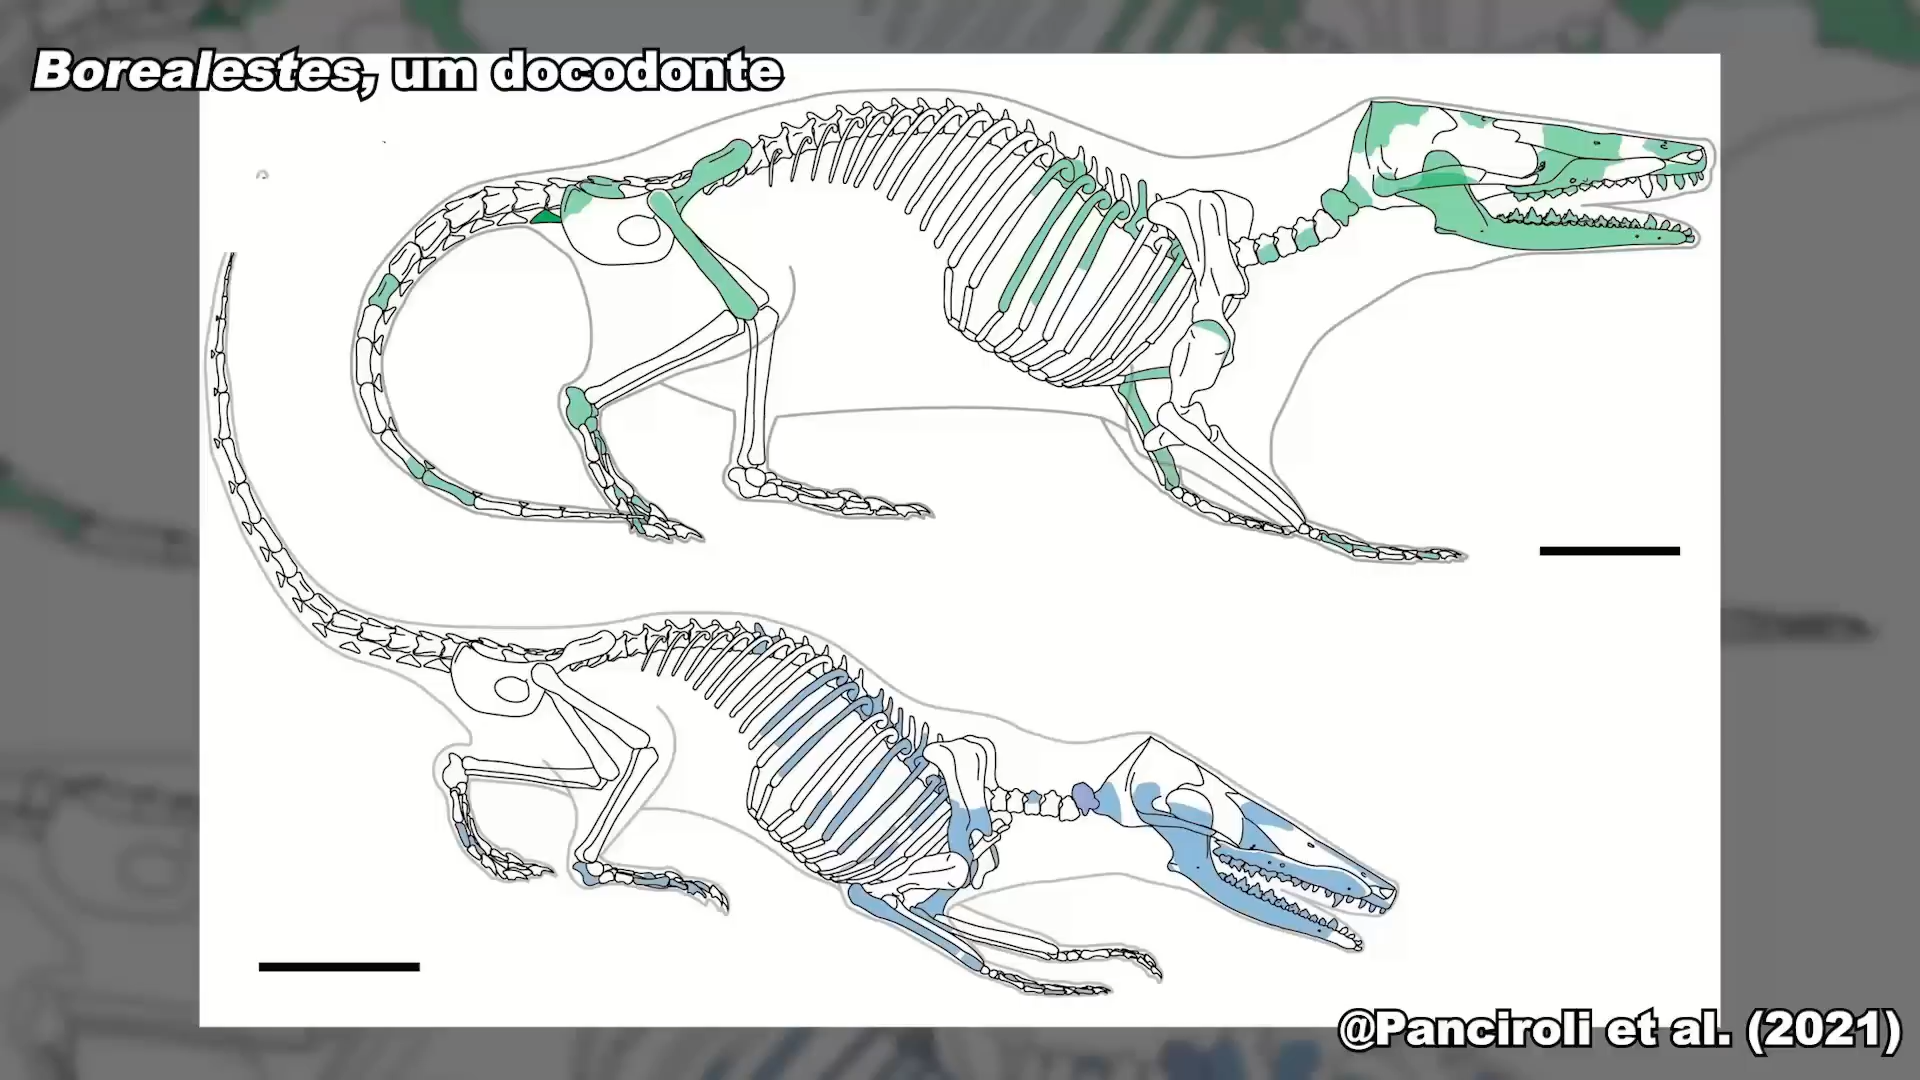 Borealestes, um docodonte
@Panciroli et al. (2021)